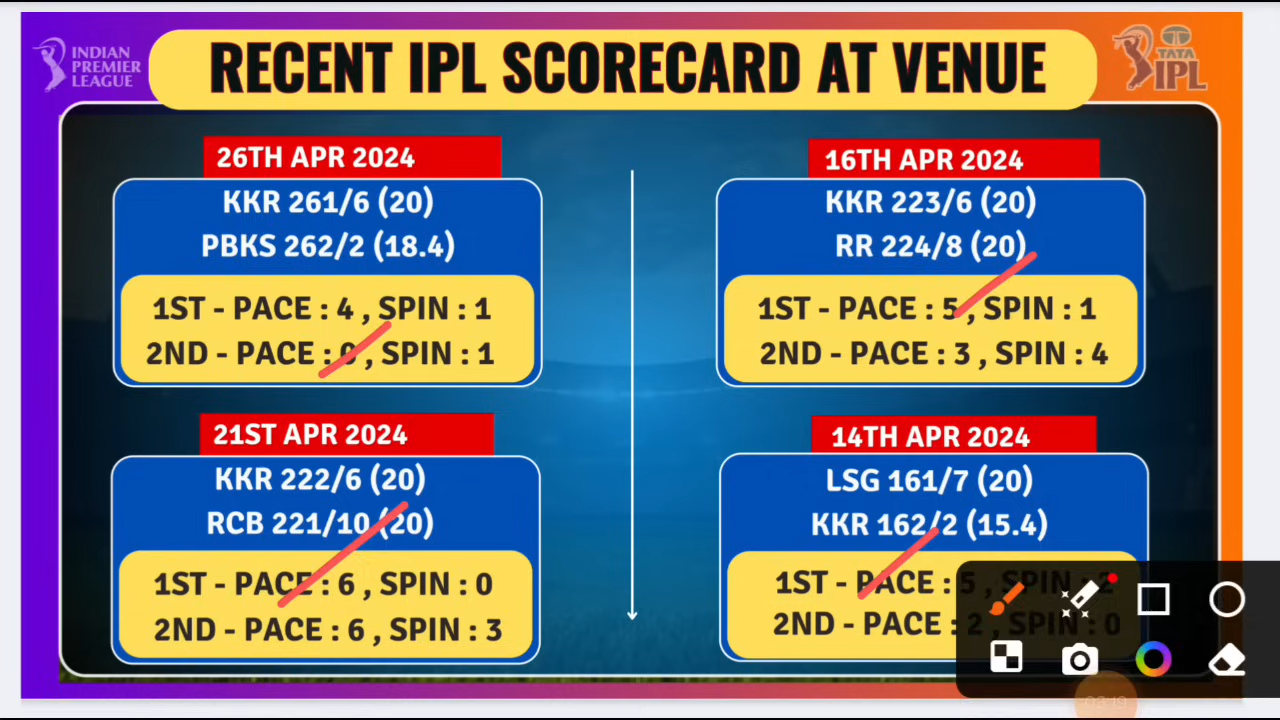 INDIAN
PREMIER
LEAGUE
RECENT IPL SCORECARD AT VENUE
TATA
IPL
26TH APR 2024
KKR 261/6 (20)
PBKS 262/2 (18.4)
1ST - PACE : 4 , SPIN : 1
2ND - PACE : 0 , SPIN : 1
16TH APR 2024
KKR 223/6 (20)
RR 224/8 (20)
1ST - PACE : 5 , SPIN : 1
2ND - PACE : 3 , SPIN : 4
21ST APR 2024
KKR 222/6 (20)
RCB 221/10 (20)
1ST - PACE : 6 , SPIN : 0
2ND - PACE : 6 , SPIN : 3
14TH APR 2024
LSG 161/7 (20)
KKR 162/2 (15.4)
1ST - PACE : 5 , SPIN : 2
2ND - PACE : 2 , SPIN : 0
03:19